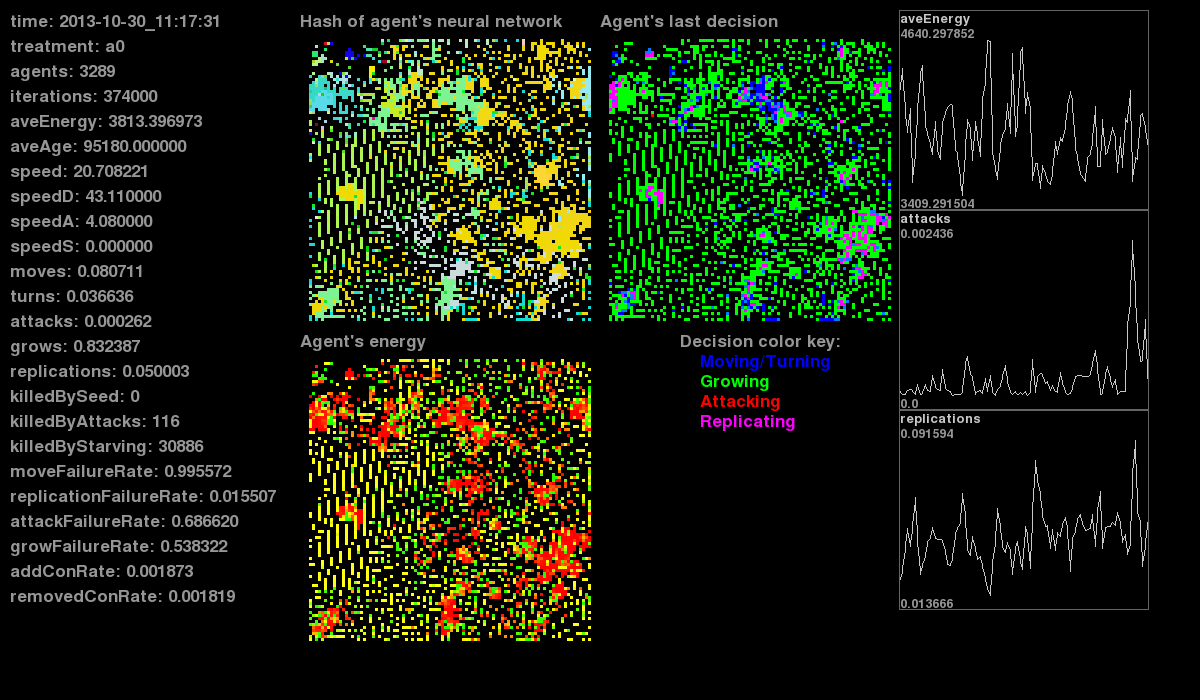 time: 2013-10-30_11:17:31
treatment: a0
agents: 3289
iterations: 374000
aveEnergy: 3813.396973
aveAge: 95180.000000
speed: 20.708221
speedD: 43.110000
speedA: 4.080000
speedS: 0.000000
moves: 0.080711
turns: 0.036636
attacks: 0.000262
grows: 0.832387
replications: 0.050003
killedBySeed: 0
killedByAttacks: 116
killedByStarving: 30886
moveFailureRate: 0.995572
replicationFailureRate: 0.015507
attackFailureRate: 0.686620
growFailureRate: 0.538322
addConRate: 0.001873
removedConRate: 0.001819
Hash of agent's neural network
Agent's last decision
Agent's energy
Decision color key:
Moving/Turning
Growing
Attacking
Replicating
aveEnergy
4640.297852
3409.291504
attacks
0.002436
0.0
replications
0.091594
0.013666